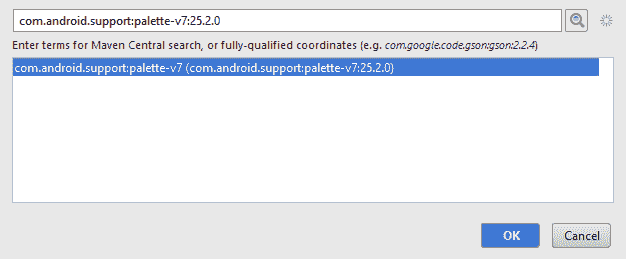 com.android.support:palette-v7:25.2.0
Enter terms for Maven Central search, or fully-qualified coordinates (e.g. com.google.code.gson:gson:2.2.4)
com.android.support:palette-v7 (com.android.support:palette-v7:25.2.0)
OK Cancel